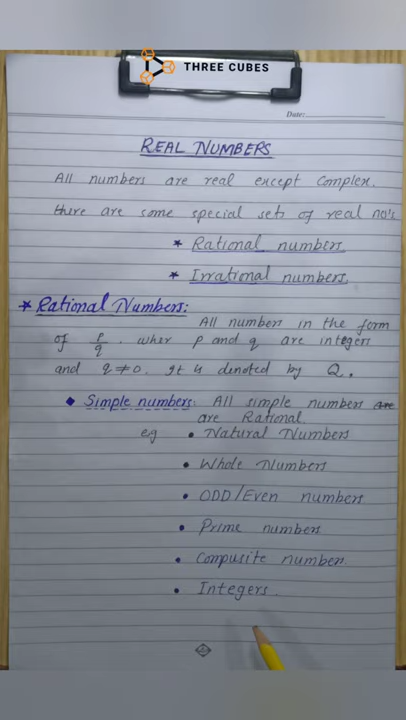 THREE CUBES
Date:
REAL NUMBERS
All numbers are real except Complex.
there are some special sets of real no's
* Rational numbers
* Irrational numbers.
* Rational Numbers:
All numbers in the form
of p/q . wher p and q are integers
and q ≠ 0. It is denoted by Q.
• Simple numbers: All simple numbers are
are Rational.
eg • Natural Numbers
• Whole Numbers
• ODD/Even numbers
• Prime numbers
• Composite number.
• Integers.